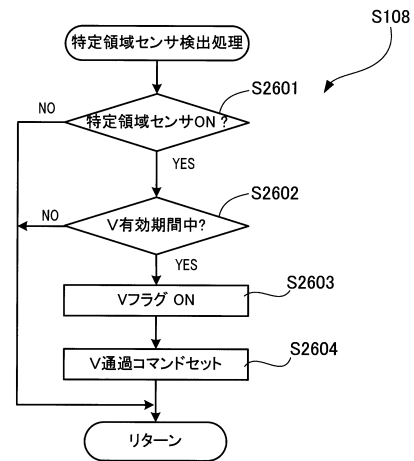 S108
特定領域センサ検出処理
S2601
NO
特定領域センサON?
YES
S2602
NO
V有効期間中?
YES
S2603
Vフラグ ON
S2604
V通過コマンドセット
リターン